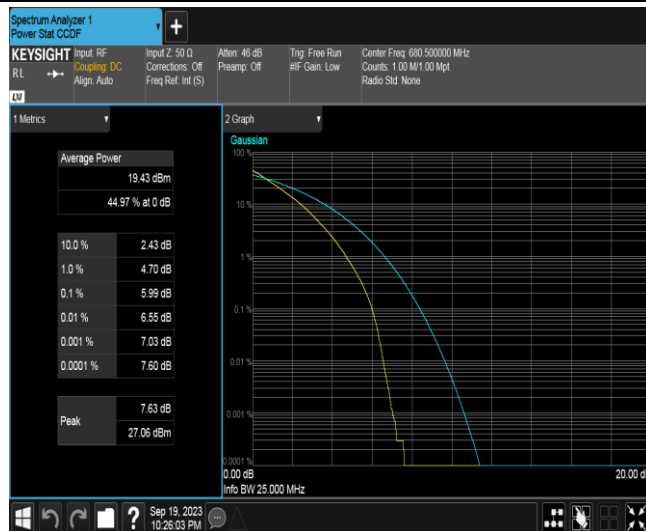 Spectrum Analyzer 1
Power Stat CCDF
+
KEYSIGHT
RL
LXI
Input: RF
Coupling: DC
Align: Auto
Input Z: 50 Ω
Corrections: Off
Freq Ref: Int (S)
Atten: 46 dB
Preamp: Off
Trig: Free Run
#IF Gain: Low
Center Freq: 680.500000 MHz
Counts: 1.00 M/1.00 Mpt
Radio Std: None
1 Metrics
Average Power
19.43 dBm
44.97 % at 0 dB
10.0 % 2.43 dB
1.0 % 4.70 dB
0.1 % 5.99 dB
0.01 % 6.55 dB
0.001 % 7.03 dB
0.0001 % 7.60 dB
Peak
7.63 dB
27.06 dBm
2 Graph
Gaussian
100 %
10 %
1 %
0.1 %
0.01 %
0.001 %
0.0001 %
0.00 dB
20.00 d
Info BW 25.000 MHz
?
Sep 19, 2023
10:26:03 PM